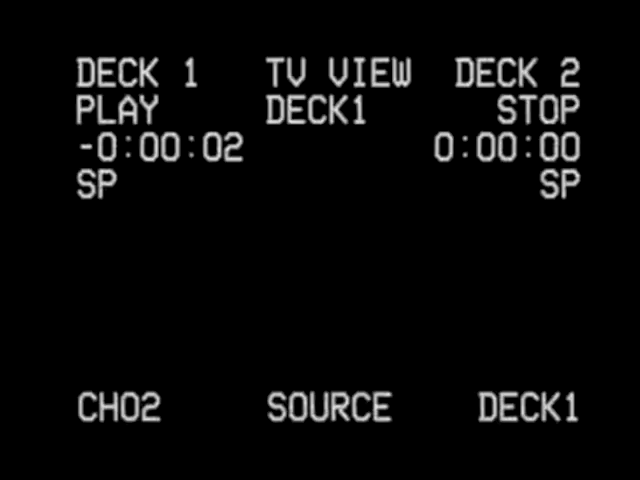 DECK 1 TV VIEW DECK 2
PLAY DECK1 STOP
-0:00:02 0:00:00
SP SP
CH02 SOURCE DECK1